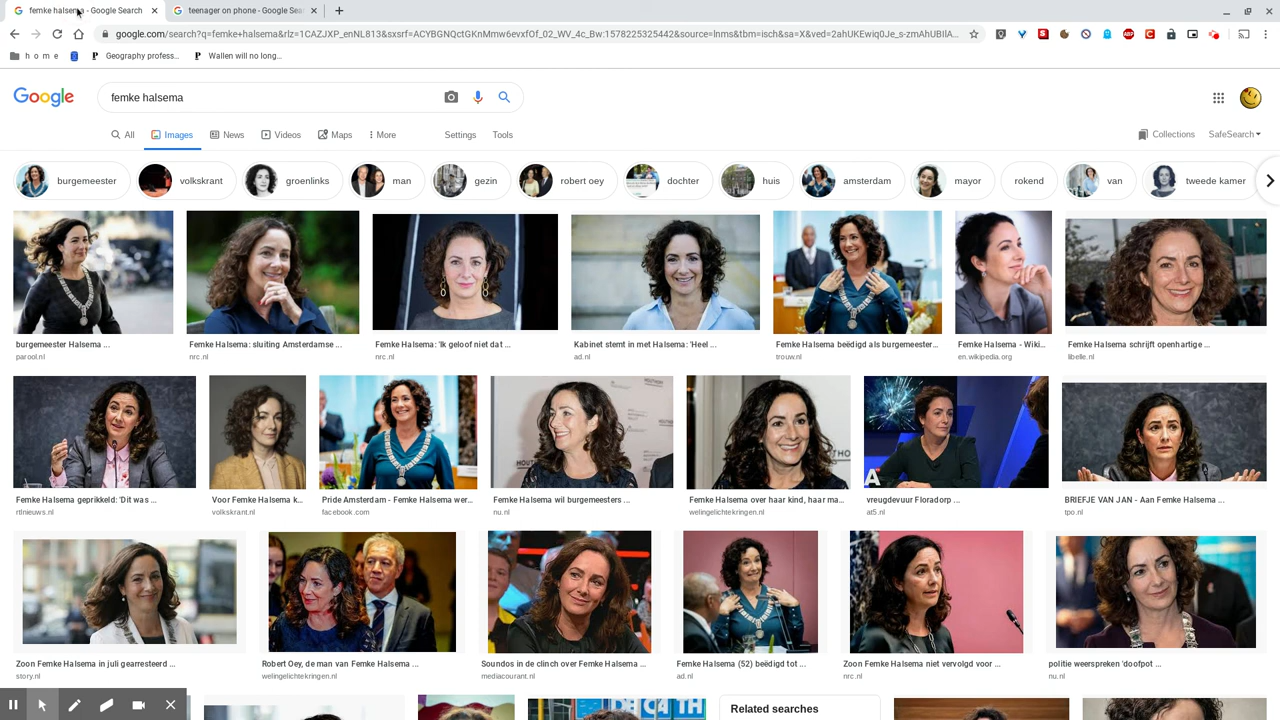 femke halsema - Google Search
teenager on phone - Google Sea
google.com/search?q=femke+halsema&rlz=1CAZJXP_enNL813&sxsrf=ACYBGNQctGKnMmw6evxfOf_02_WV_4c_Bw:1578225325442&source=lnms&tbm=isch&sa=X&ved=2ahUKEwiq0Je_s-zmAhUBllA...
h o m e
Geography profess...
Wallen will no long...
Google
femke halsema
All Images News Videos Maps More Settings Tools
Collections SafeSearch
burgemeester volkskrant groenlinks man gezin robert oey dochter huis amsterdam mayor rokend van tweede kamer
burgemeester Halsema ...
parool.nl
Femke Halsema: sluiting Amsterdamse ...
nrc.nl
Femke Halsema: 'Ik geloof niet dat ...
nrc.nl
Kabinet stemt in met Halsema: 'Heel ...
ad.nl
Femke Halsema beëdigd als burgemeester...
trouw.nl
Femke Halsema - Wiki...
en.wikipedia.org
Femke Halsema schrijft openhartige ...
libelle.nl
Femke Halsema geprikkeld: 'Dit was ...
rtlnieuws.nl
Voor Femke Halsema k...
volkskrant.nl
Pride Amsterdam - Femke Halsema wer...
facebook.com
Femke Halsema wil burgemeesters ...
nu.nl
Femke Halsema over haar kind, haar ma...
welingelichtekringen.nl
vreugdevuur Floradorp ...
at5.nl
BRIEFJE VAN JAN - Aan Femke Halsema ...
tpo.nl
Zoon Femke Halsema in juli gearresteerd ...
story.nl
Robert Oey, de man van Femke Halsema ...
welingelichtekringen.nl
Soundos in de clinch over Femke Halsema ...
mediacourant.nl
Femke Halsema (52) beëdigd tot ...
ad.nl
Zoon Femke Halsema niet vervolgd voor ...
nrc.nl
politie weerspreken 'doofpot ...
nu.nl
Related searches